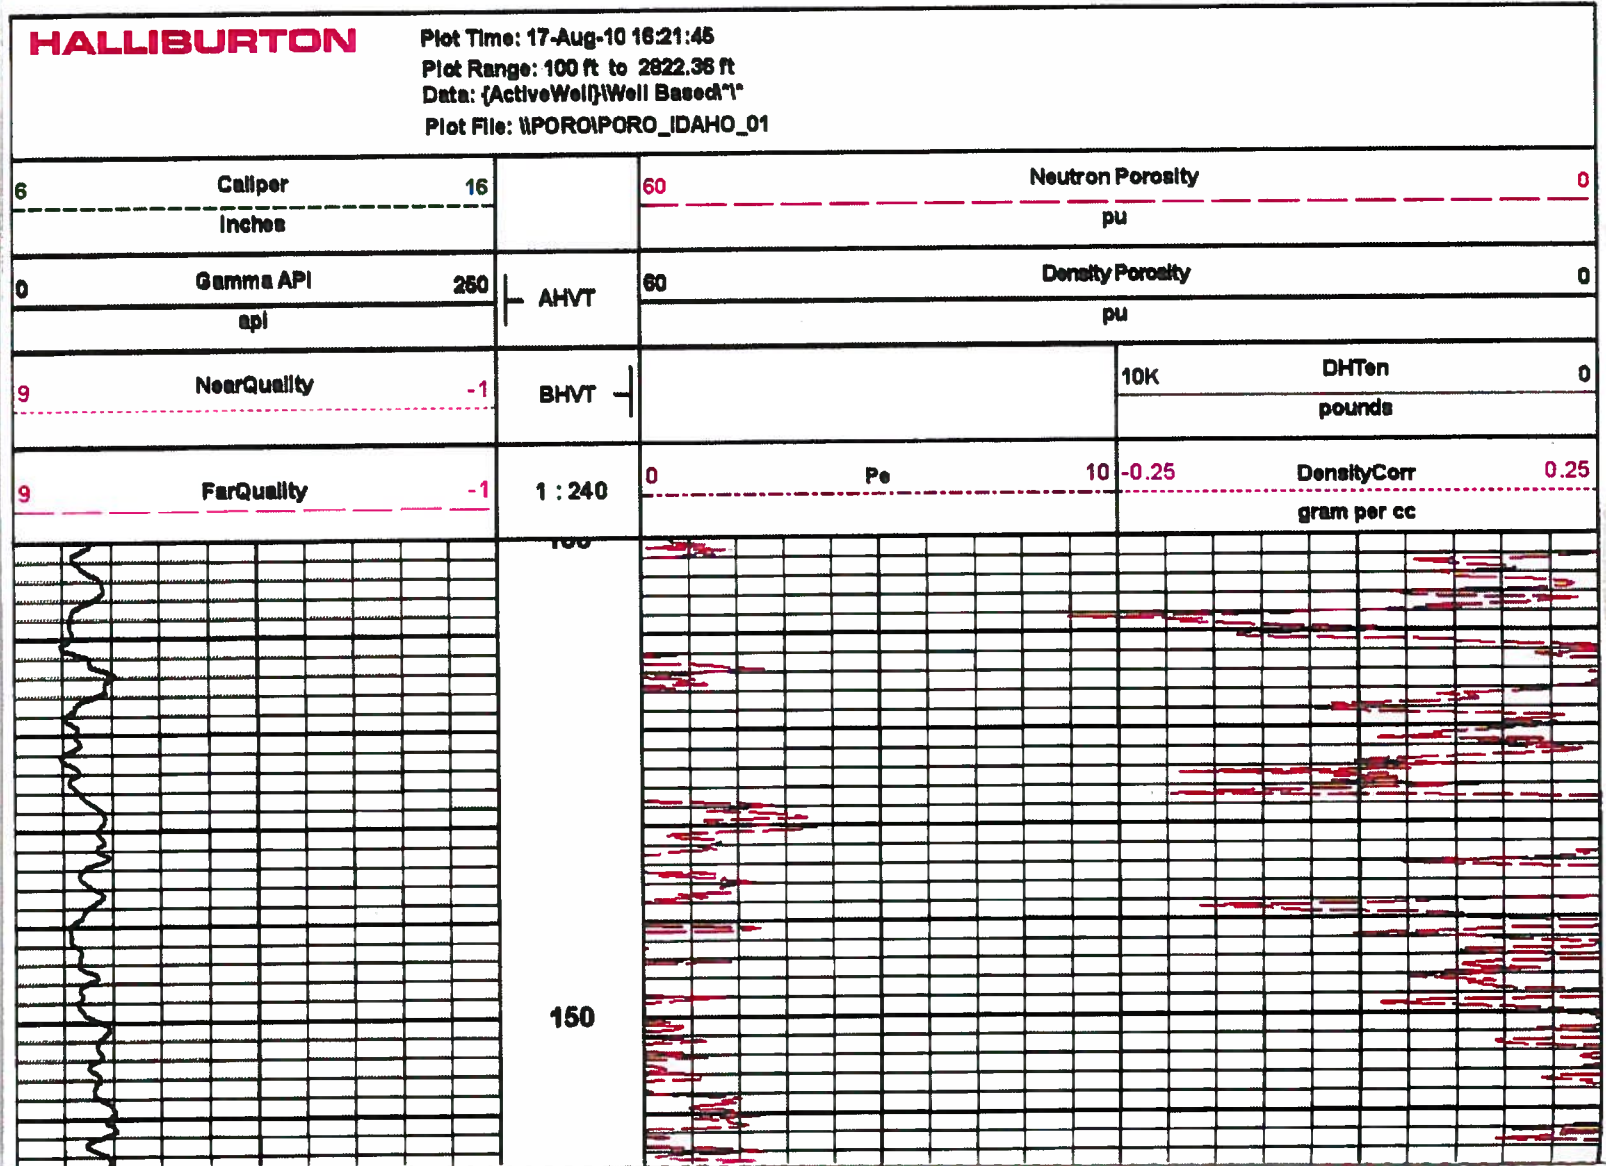 HALLIBURTON
Plot Time: 17-Aug-10 16:21:45
Plot Range: 100 ft to 2822.36 ft
Data: {ActiveWell}\Well Based\*\*
Plot File: \\PORO\PORO_IDAHO_01
6 Caliper 16
inches
60 Neutron Porosity 0
pu
0 Gamma API 250
api
AHVT
60 Density Porosity 0
pu
9 NearQuality -1
BHVT
10K DHTen 0
pounds
9 FarQuality -1
1 : 240
0 Pe 10
-0.25 DensityCorr 0.25
gram per cc
150